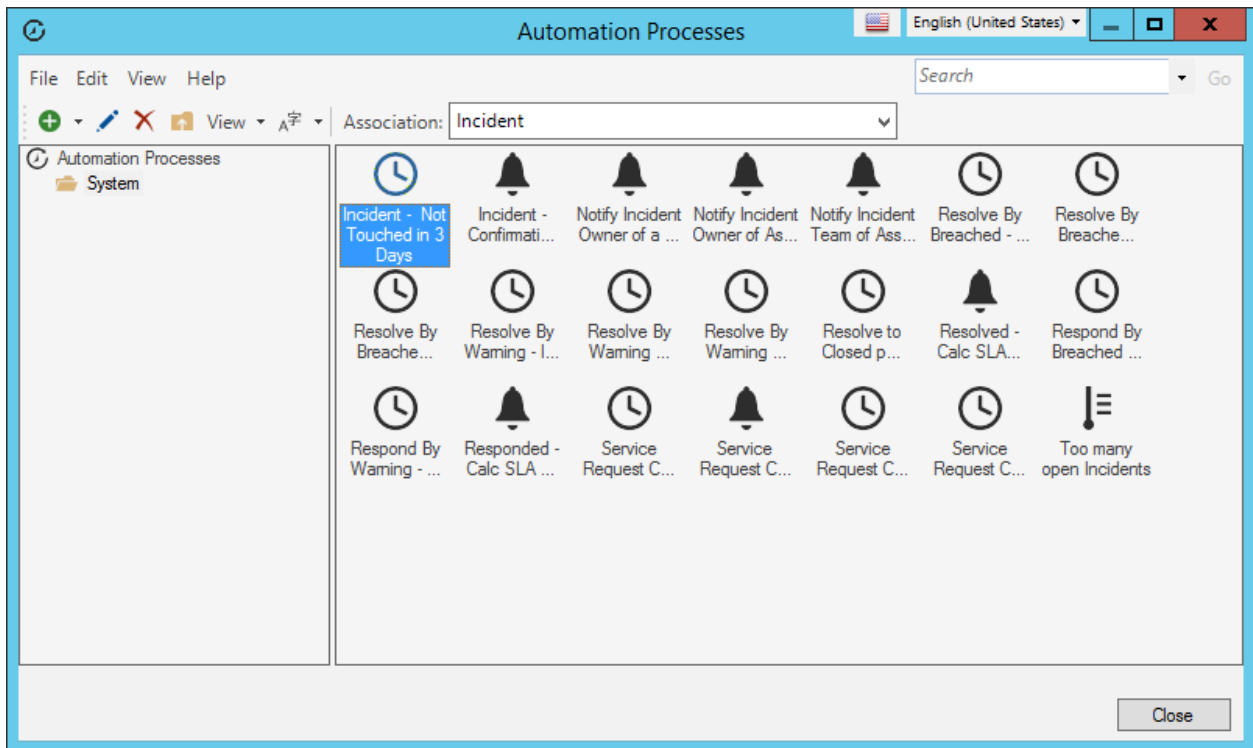 Automation Processes
English (United States)
File Edit View Help
Search
Go
View
A字
Association: Incident
Automation Processes
System
Incident - Not
Touched in 3
Days
Incident -
Confirmati...
Notify Incident
Owner of a ...
Notify Incident
Owner of As...
Notify Incident
Team of Ass...
Resolve By
Breached - ...
Resolve By
Breache...
Resolve By
Breache...
Resolve By
Warning - I...
Resolve By
Warning ...
Resolve By
Warning ...
Resolve to
Closed p...
Resolved -
Calc SLA...
Respond By
Breached ...
Respond By
Warning - ...
Responded -
Calc SLA ...
Service
Request C...
Service
Request C...
Service
Request C...
Service
Request C...
Too many
open Incidents
Close